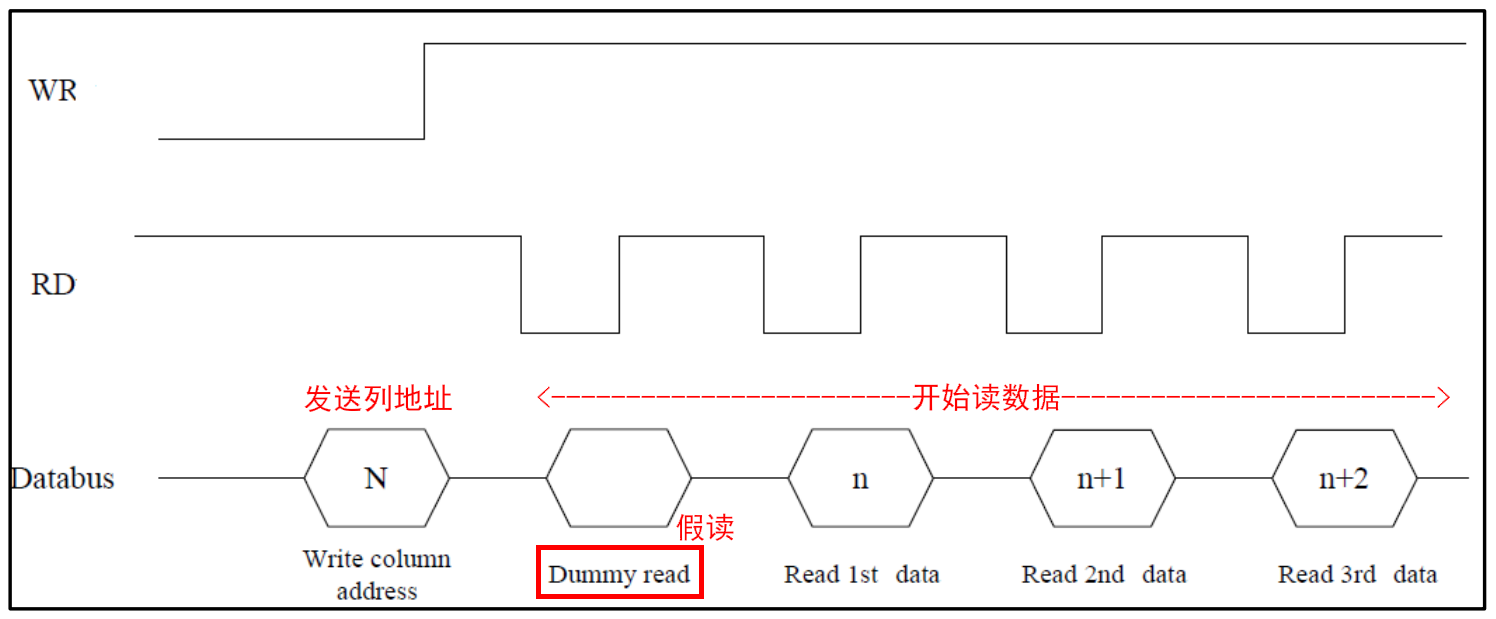 WR
RD
发送列地址
<-----------------------开始读数据----------------------->
Databus
N
n
n+1
n+2
假读
Write column
address
Dummy read
Read 1st data
Read 2nd data
Read 3rd data